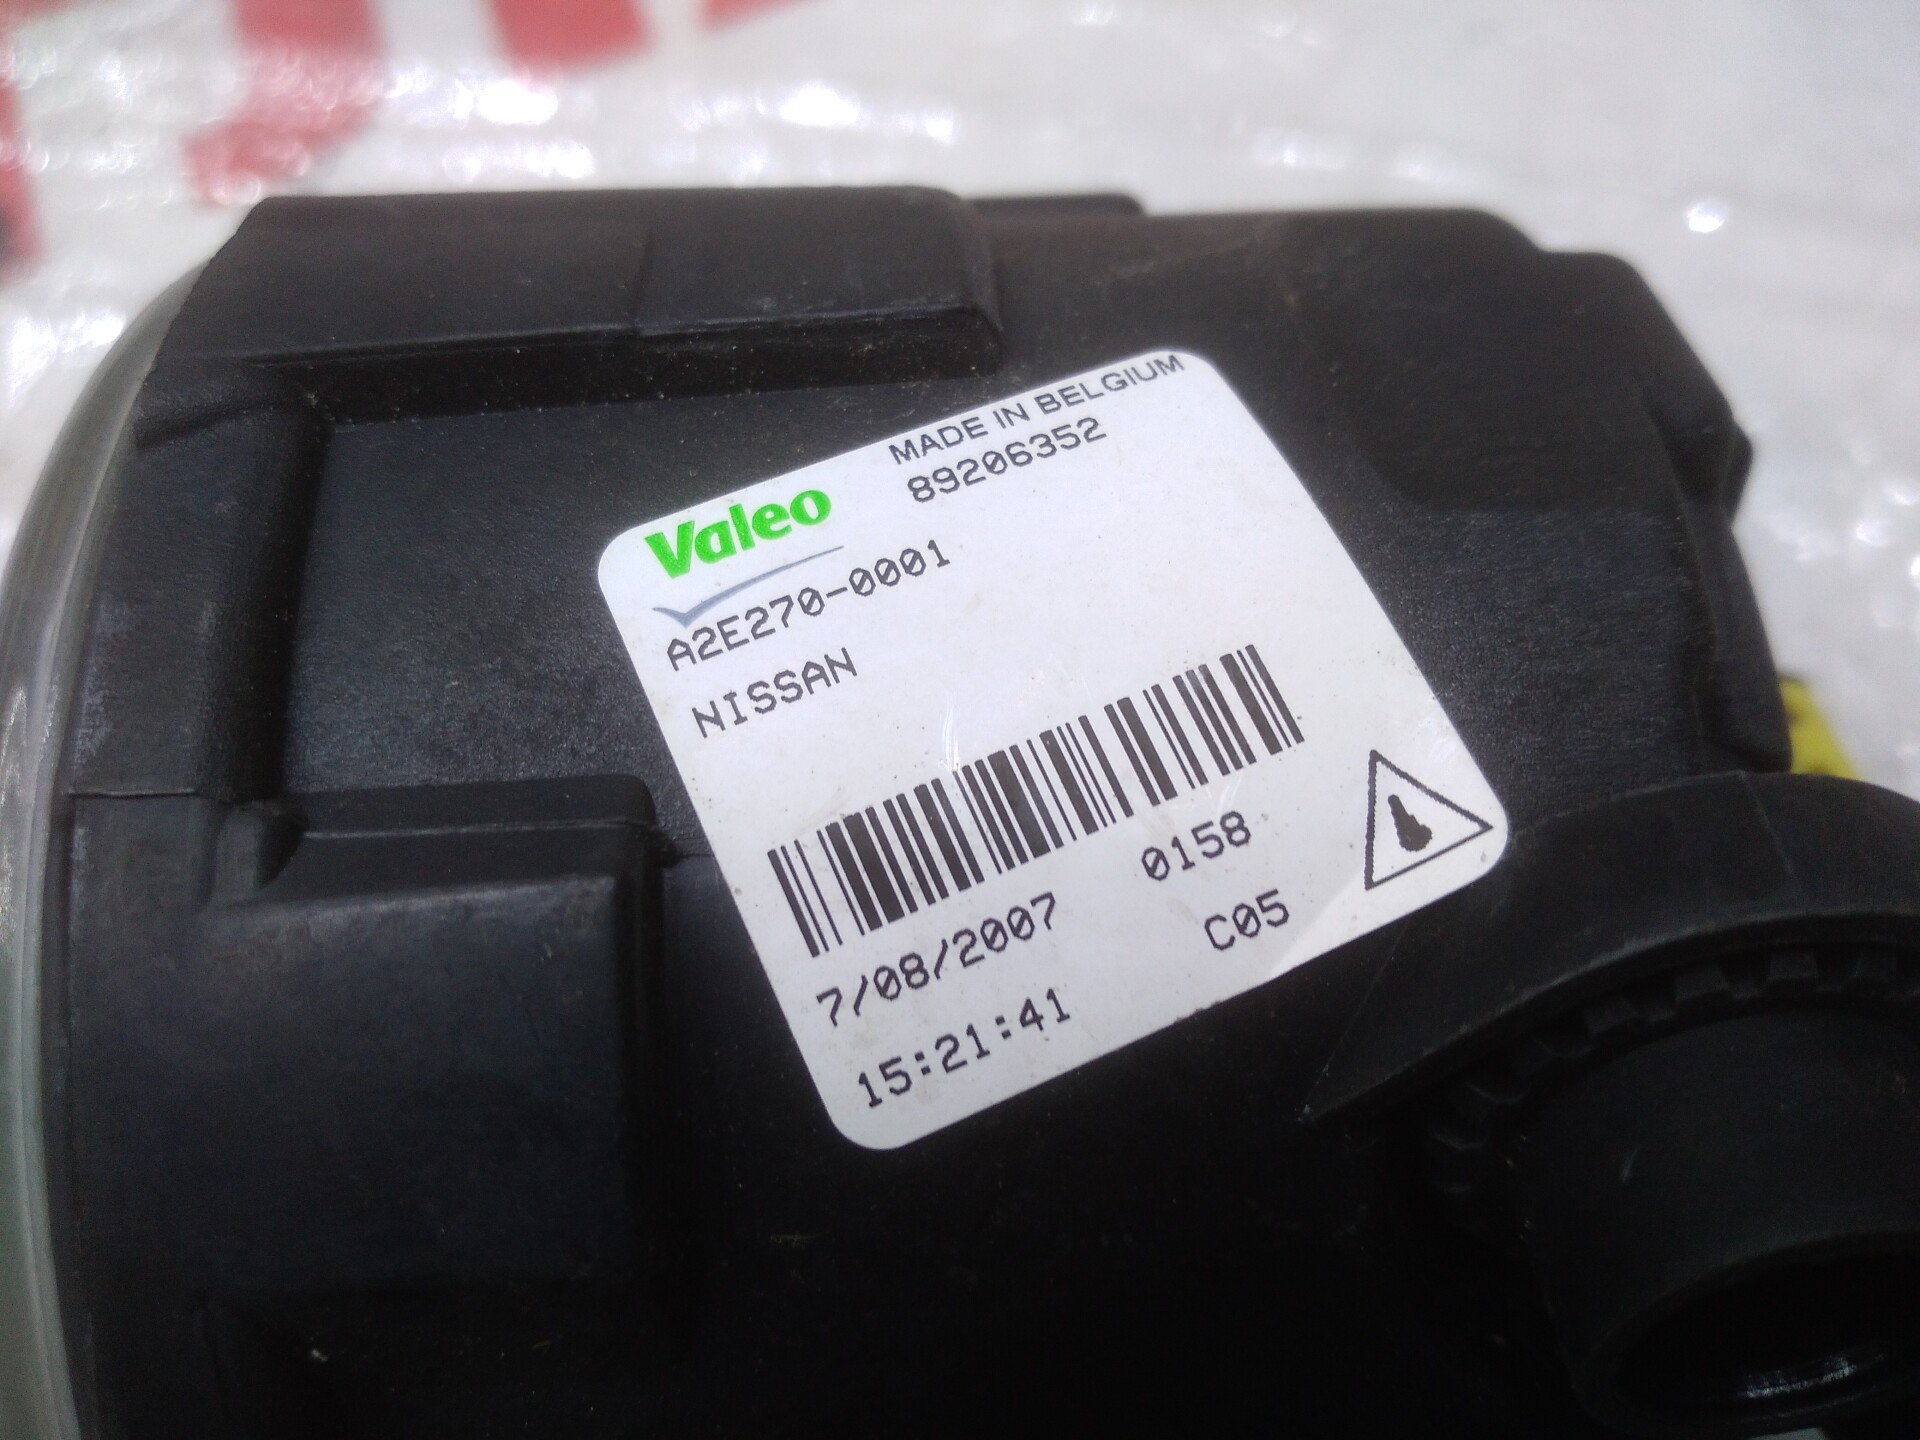 MADE IN BELGIUM
Valeo 89206352
A2E270-0001
NISSAN
7/08/2007 0158
15:21:41 C05